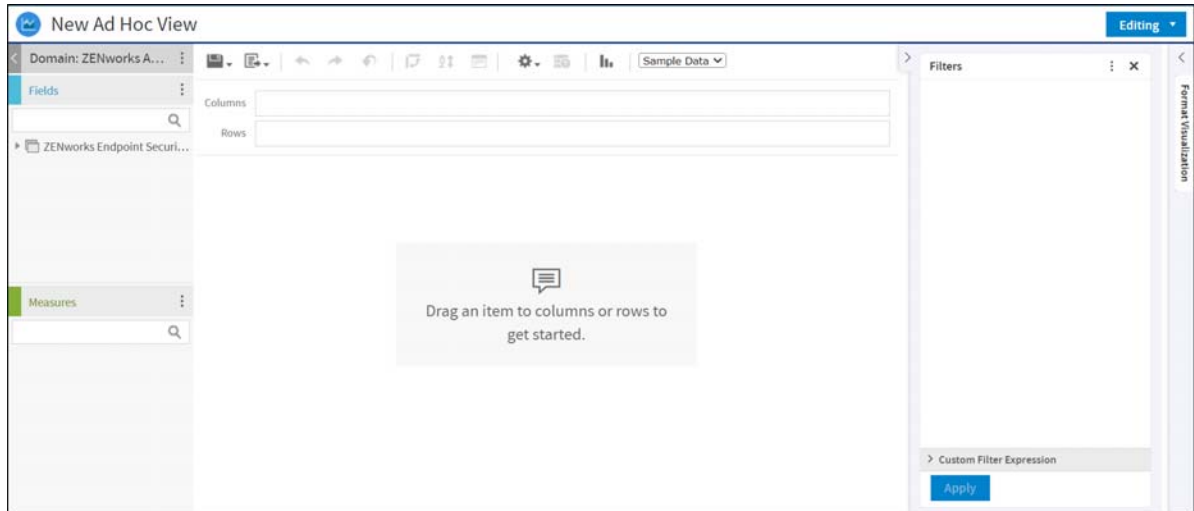 New Ad Hoc View
Editing
Domain: ZENworks A...
Sample Data
Fields
Columns
Rows
ZENworks Endpoint Securi...
Drag an item to columns or rows to
get started.
Measures
Filters
Custom Filter Expression
Apply
Format Visualization